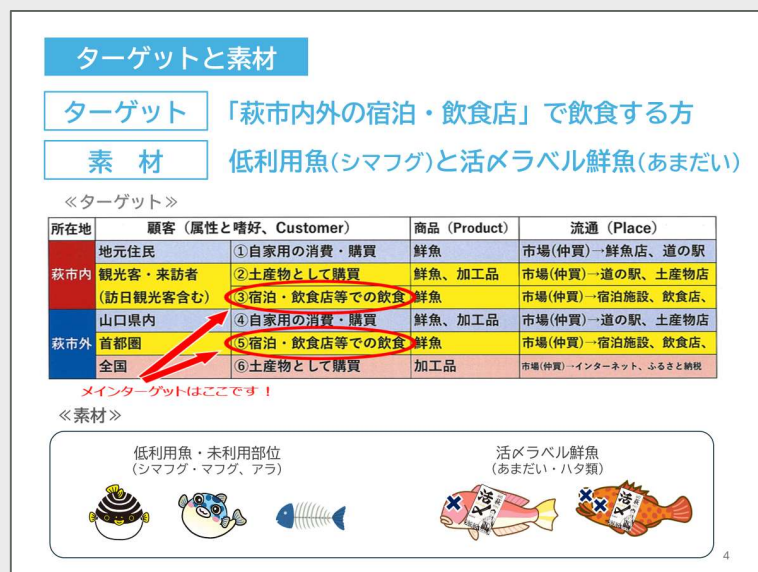 ターゲットと素材
ターゲット 「萩市内外の宿泊・飲食店」で飲食する方
素 材 低利用魚(シマフグ)と活〆ラベル鮮魚(あまだい)
≪ターゲット≫
所在地 顧客（属性と嗜好、Customer） 商品（Product） 流通（Place）
萩市内 地元住民 ①自家用の消費・購買 鮮魚 市場(仲買)→鮮魚店、道の駅
観光客・来訪者 ②土産物として購買 鮮魚、加工品 市場(仲買)→道の駅、土産物店
(訪日観光客含む) ③宿泊・飲食店等での飲食 鮮魚 市場(仲買)→宿泊施設、飲食店、
萩市外 山口県内 ④自家用の消費・購買 鮮魚、加工品 市場(仲買)→道の駅、土産物店
首都圏 ⑤宿泊・飲食店等での飲食 鮮魚 市場(仲買)→宿泊施設、飲食店、
全国 ⑥土産物として購買 加工品 市場(仲買)→インターネット、ふるさと納税
メインターゲットはここです！
≪素材≫
低利用魚・未利用部位
（シマフグ・マフグ、アラ）
活〆ラベル鮮魚
（あまだい・ハタ類）
活〆
活〆
4